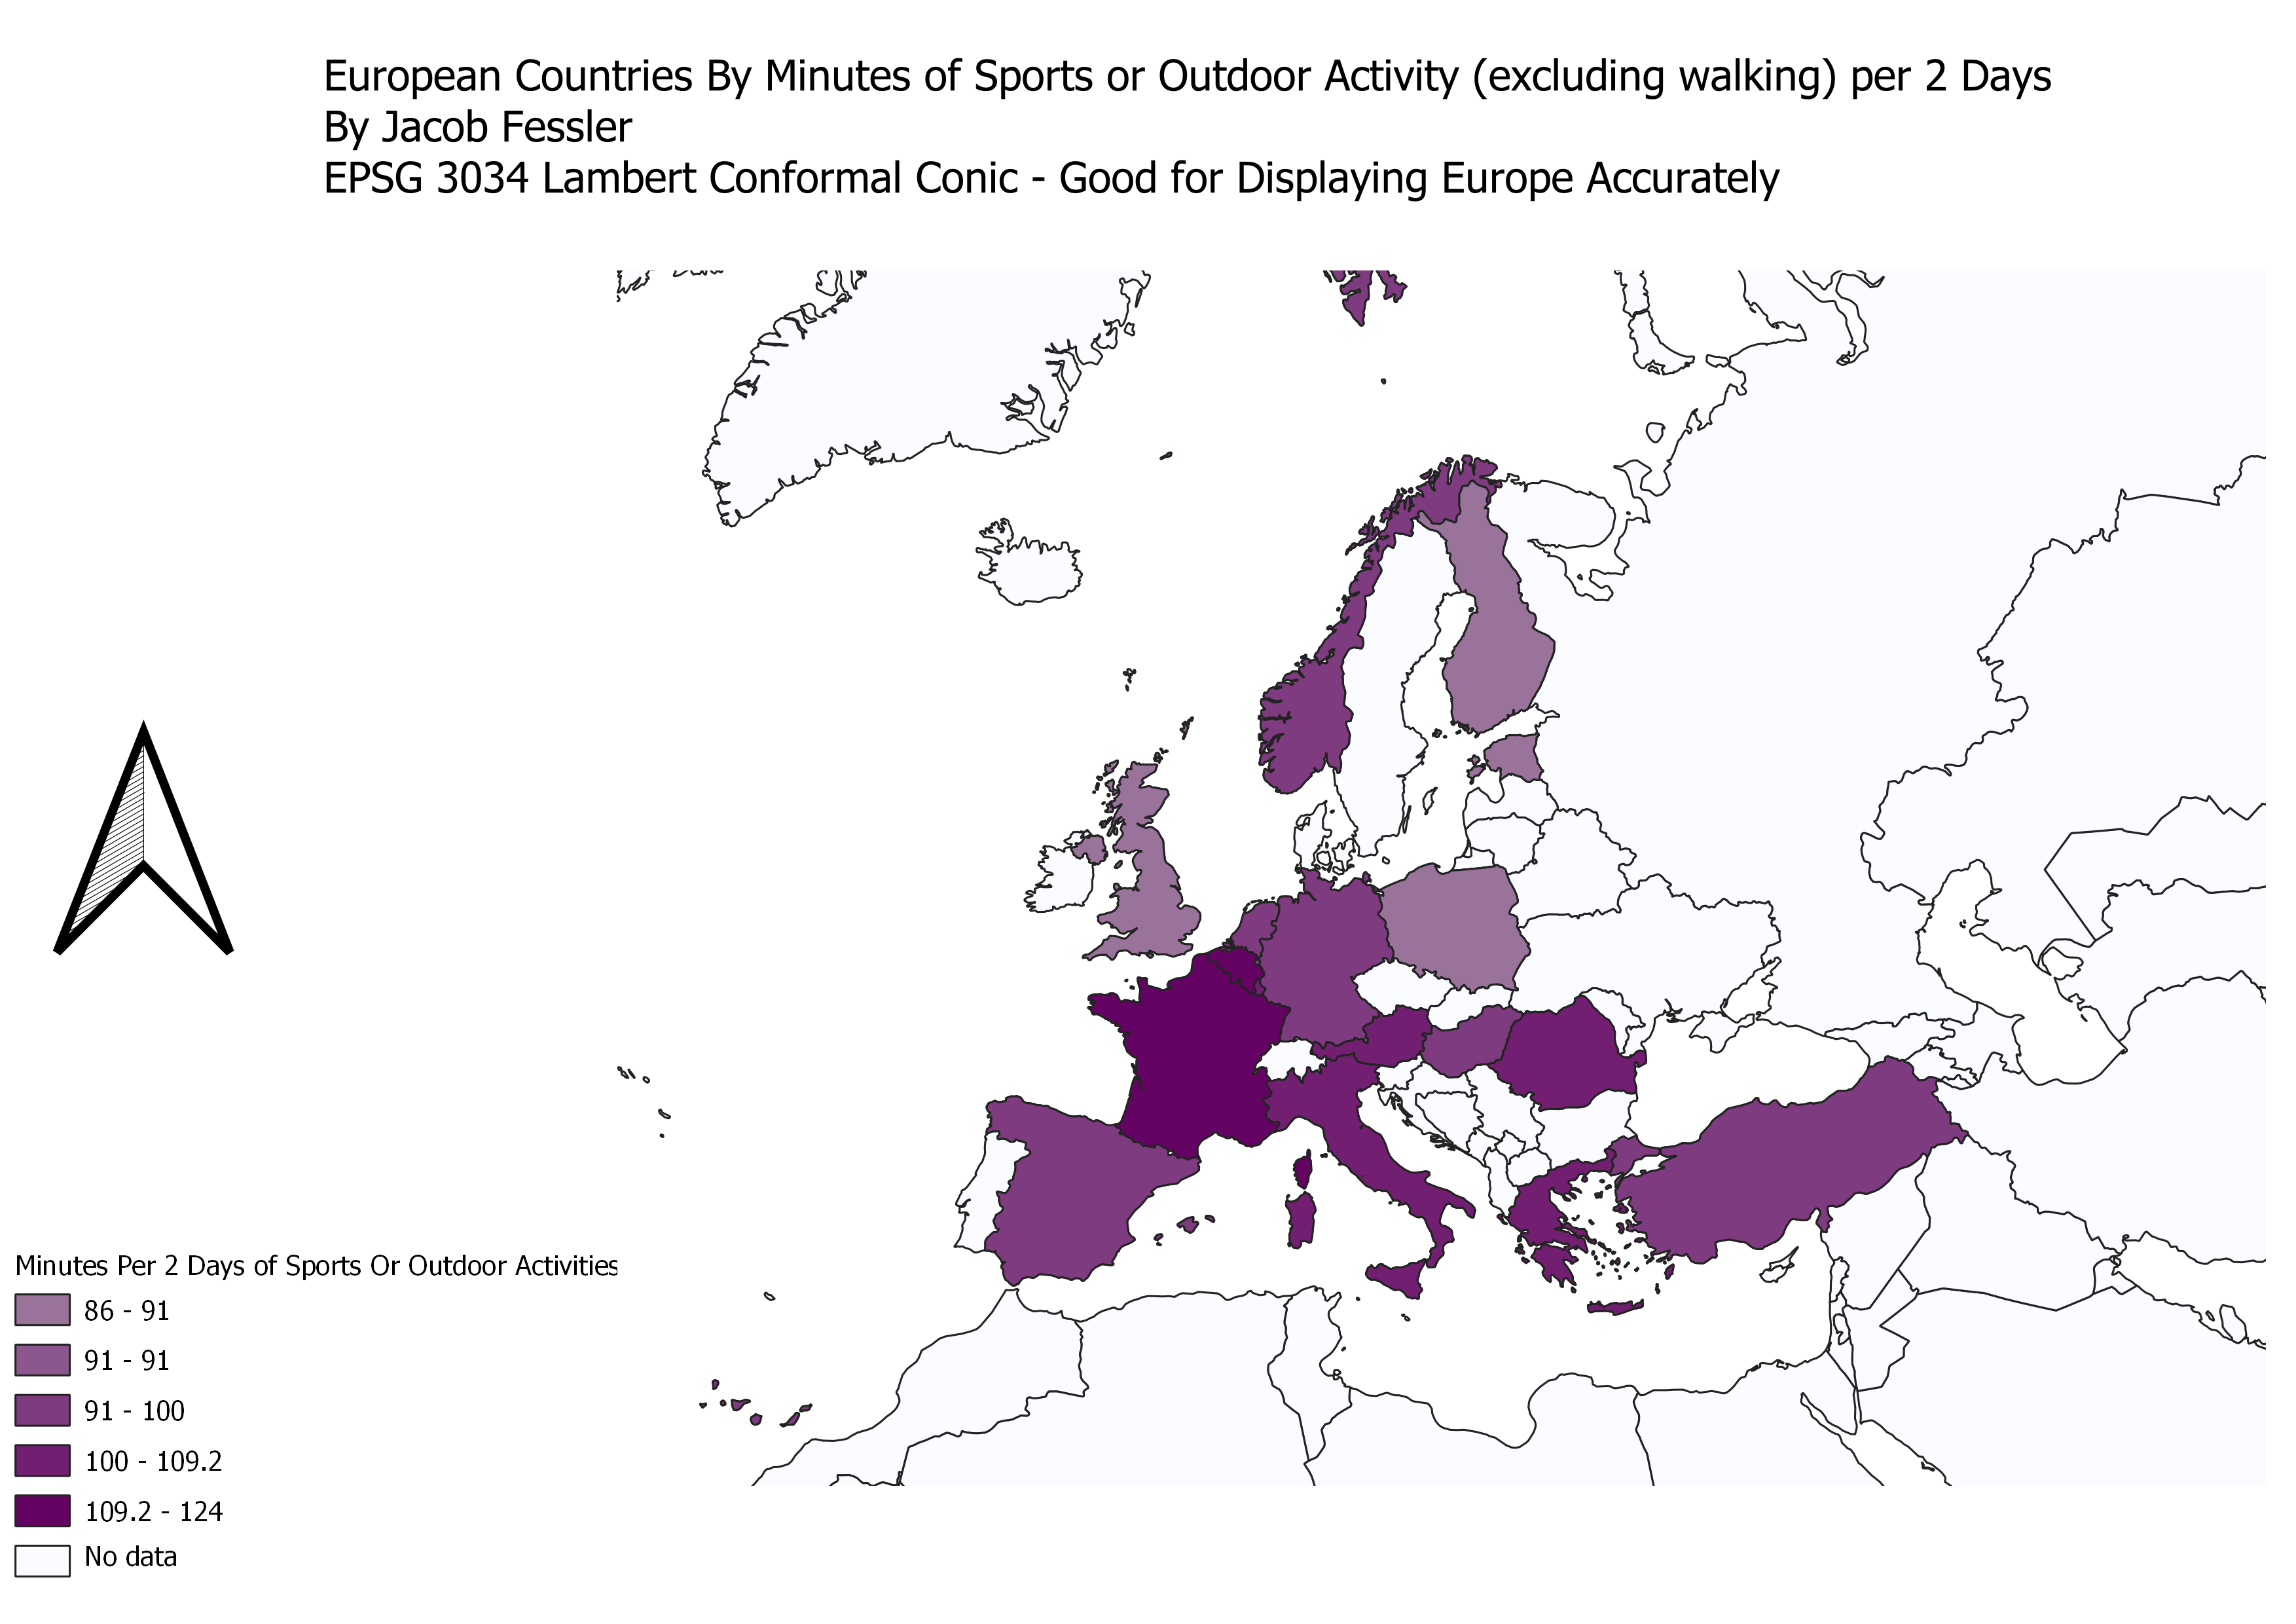 European Countries By Minutes of Sports or Outdoor Activity (excluding walking) per 2 Days
By Jacob Fessler
EPSG 3034 Lambert Conformal Conic - Good for Displaying Europe Accurately
Minutes Per 2 Days of Sports Or Outdoor Activities
86 - 91
91 - 91
91 - 100
100 - 109.2
109.2 - 124
No data